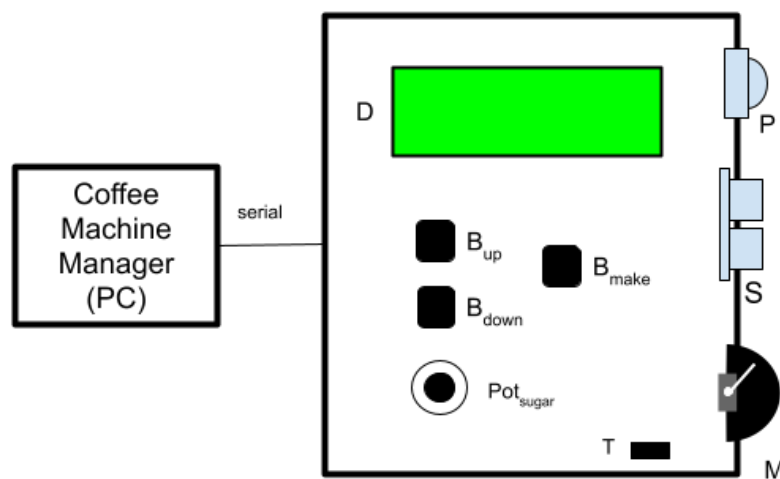 D
P
Coffee
Machine
Manager
(PC)
serial
Bup
Bmake
S
Bdown
Potsugar
T
M